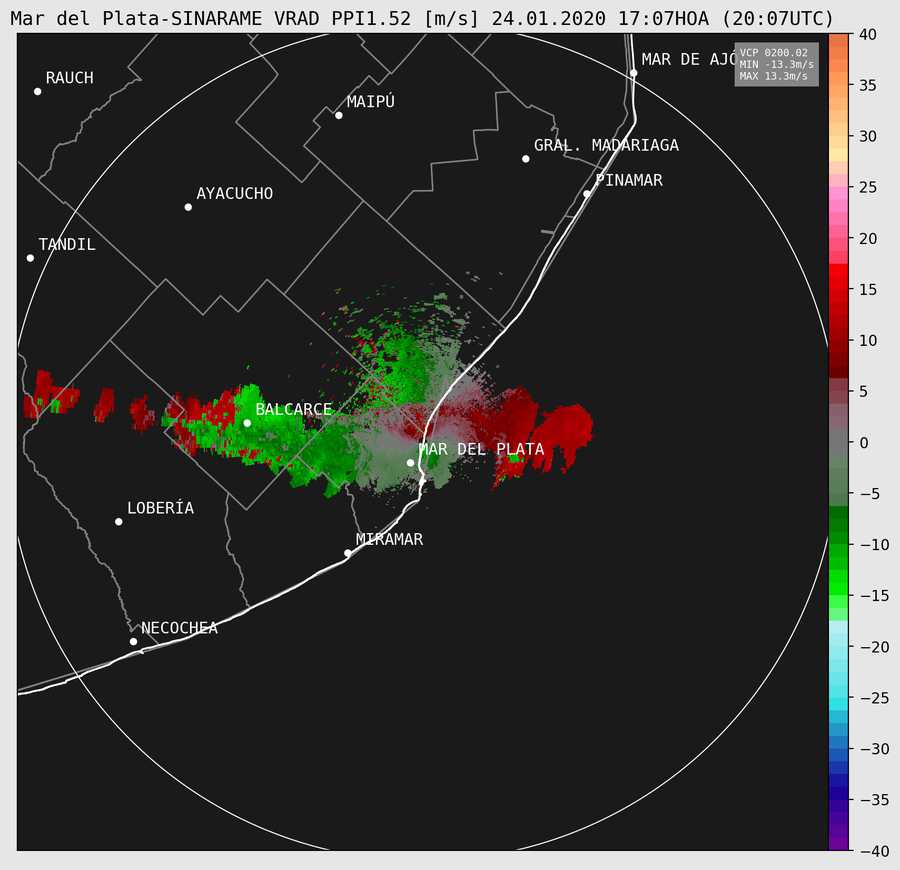 Mar del Plata-SINARAME VRAD PPI1.52 [m/s] 24.01.2020 17:07HOA (20:07UTC)
VCP 0200.02
MIN -13.3m/s
MAX 13.3m/s
MAR DE AJÓ
RAUCH
MAIPÚ
GRAL. MADARIAGA
PINAMAR
AYACUCHO
TANDIL
BALCARCE
MAR DEL PLATA
LOBERÍA
MIRAMAR
NECOCHEA
40
35
30
25
20
15
10
5
0
−5
−10
−15
−20
−25
−30
−35
−40